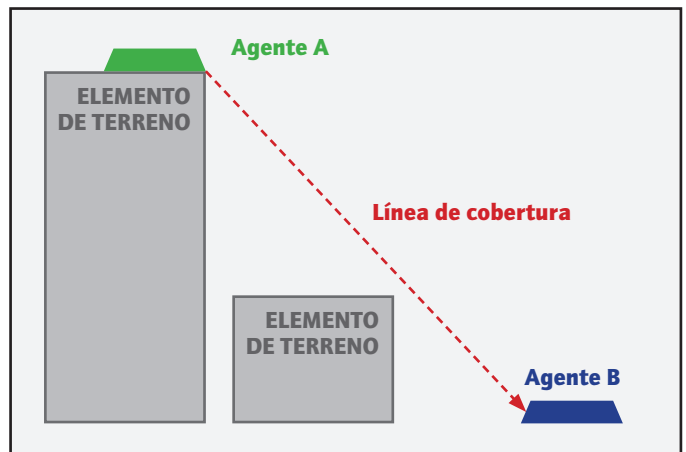 Agente A
ELEMENTO
DE TERRENO
Línea de cobertura
ELEMENTO
DE TERRENO
Agente B